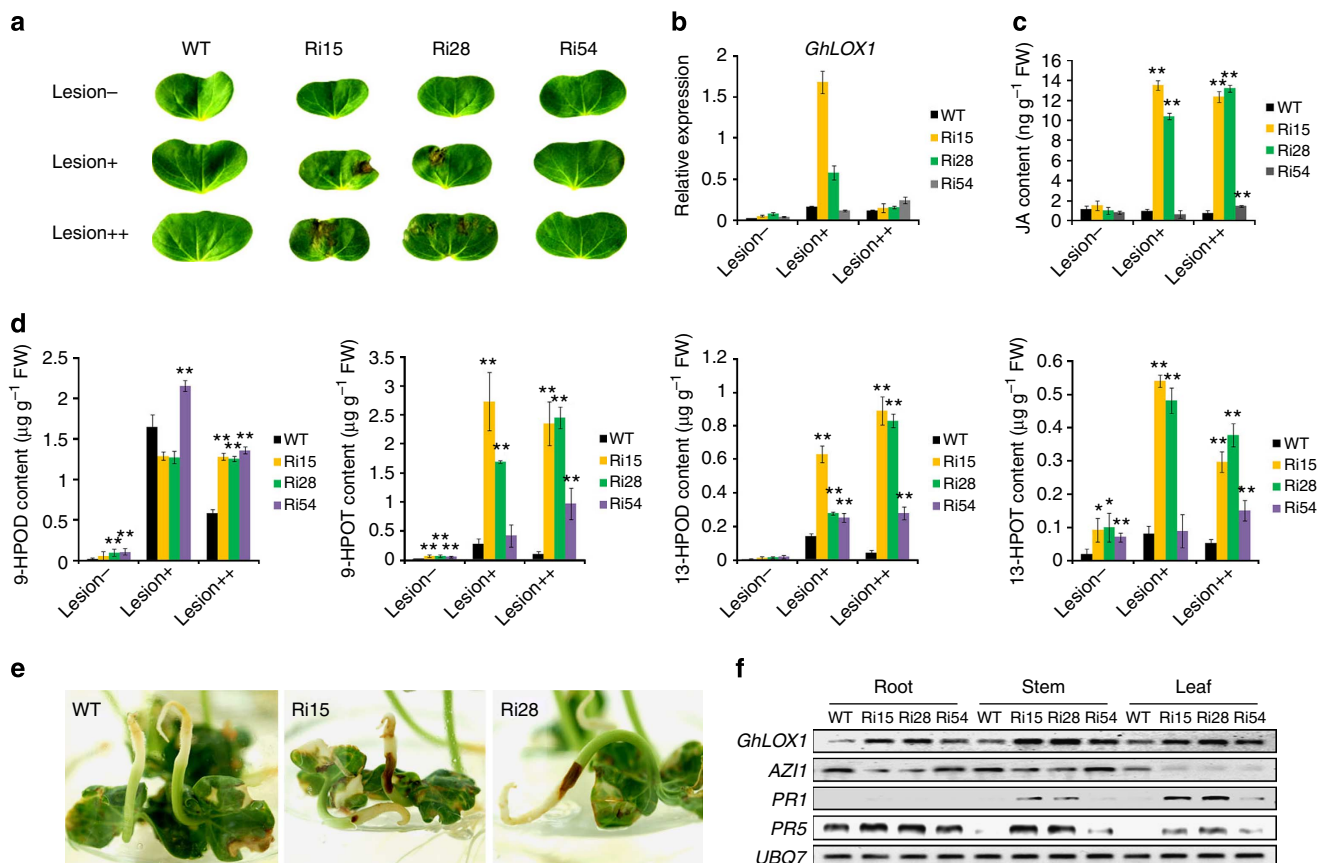 a
WT Ri15 Ri28 Ri54
Lesion–
Lesion+
Lesion++
b
GhLOX1
Relative expression
2
1.5
1
0.5
0
Lesion– Lesion+ Lesion++
WT
Ri15
Ri28
Ri54
c
JA content (ng g⁻¹ FW)
16
14
12
10
8
6
4
2
0
** ** ** ** **
Lesion– Lesion+ Lesion++
WT
Ri15
Ri28
Ri54
d
9-HPOD content (µg g⁻¹ FW)
2.5
2
1.5
1
0.5
0
** ** ** ** ** **
Lesion– Lesion+ Lesion++
WT
Ri15
Ri28
Ri54
9-HPOT content (µg g⁻¹ FW)
3.5
3
2.5
2
1.5
1
0.5
0
** ** ** ** ** ** ** **
Lesion– Lesion+ Lesion++
WT
Ri15
Ri28
Ri54
13-HPOD content (µg g⁻¹ FW)
1.2
1
0.8
0.6
0.4
0.2
0
** ** ** ** ** **
Lesion– Lesion+ Lesion++
WT
Ri15
Ri28
Ri54
13-HPOT content (µg g⁻¹ FW)
0.6
0.5
0.4
0.3
0.2
0.1
0
* * ** ** ** ** ** **
Lesion– Lesion+ Lesion++
WT
Ri15
Ri28
Ri54
e
WT
Ri15
Ri28
f
Root Stem Leaf
WT Ri15 Ri28 Ri54 WT Ri15 Ri28 Ri54 WT Ri15 Ri28 Ri54
GhLOX1
AZI1
PR1
PR5
UBQ7